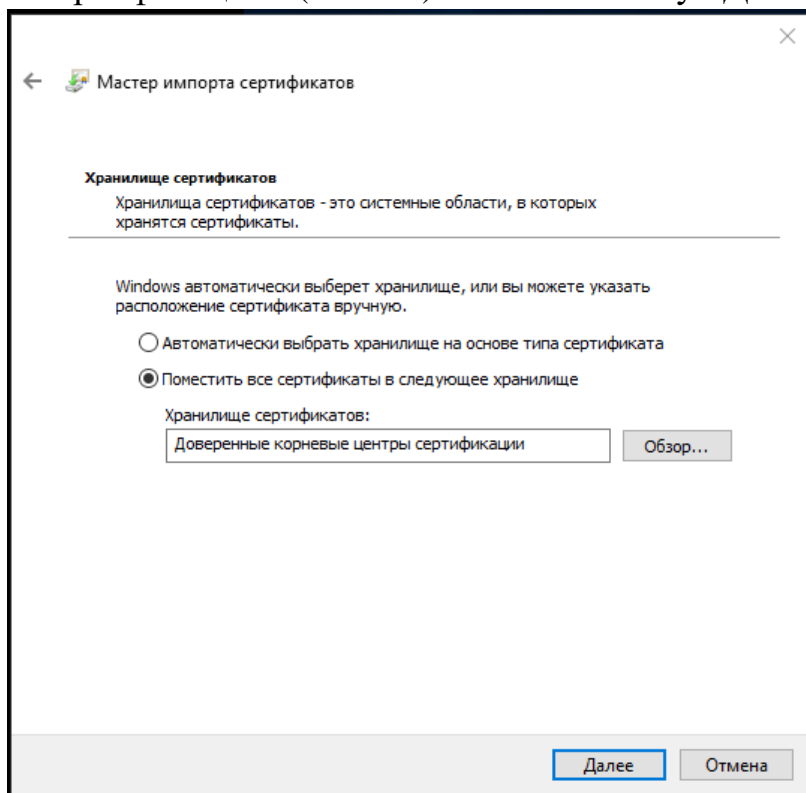 Мастер импорта сертификатов
Хранилище сертификатов
Хранилища сертификатов - это системные области, в которых
хранятся сертификаты.
Windows автоматически выберет хранилище, или вы можете указать
расположение сертификата вручную.
Автоматически выбрать хранилище на основе типа сертификата
Поместить все сертификаты в следующее хранилище
Хранилище сертификатов:
Доверенные корневые центры сертификации
Обзор...
Далее
Отмена